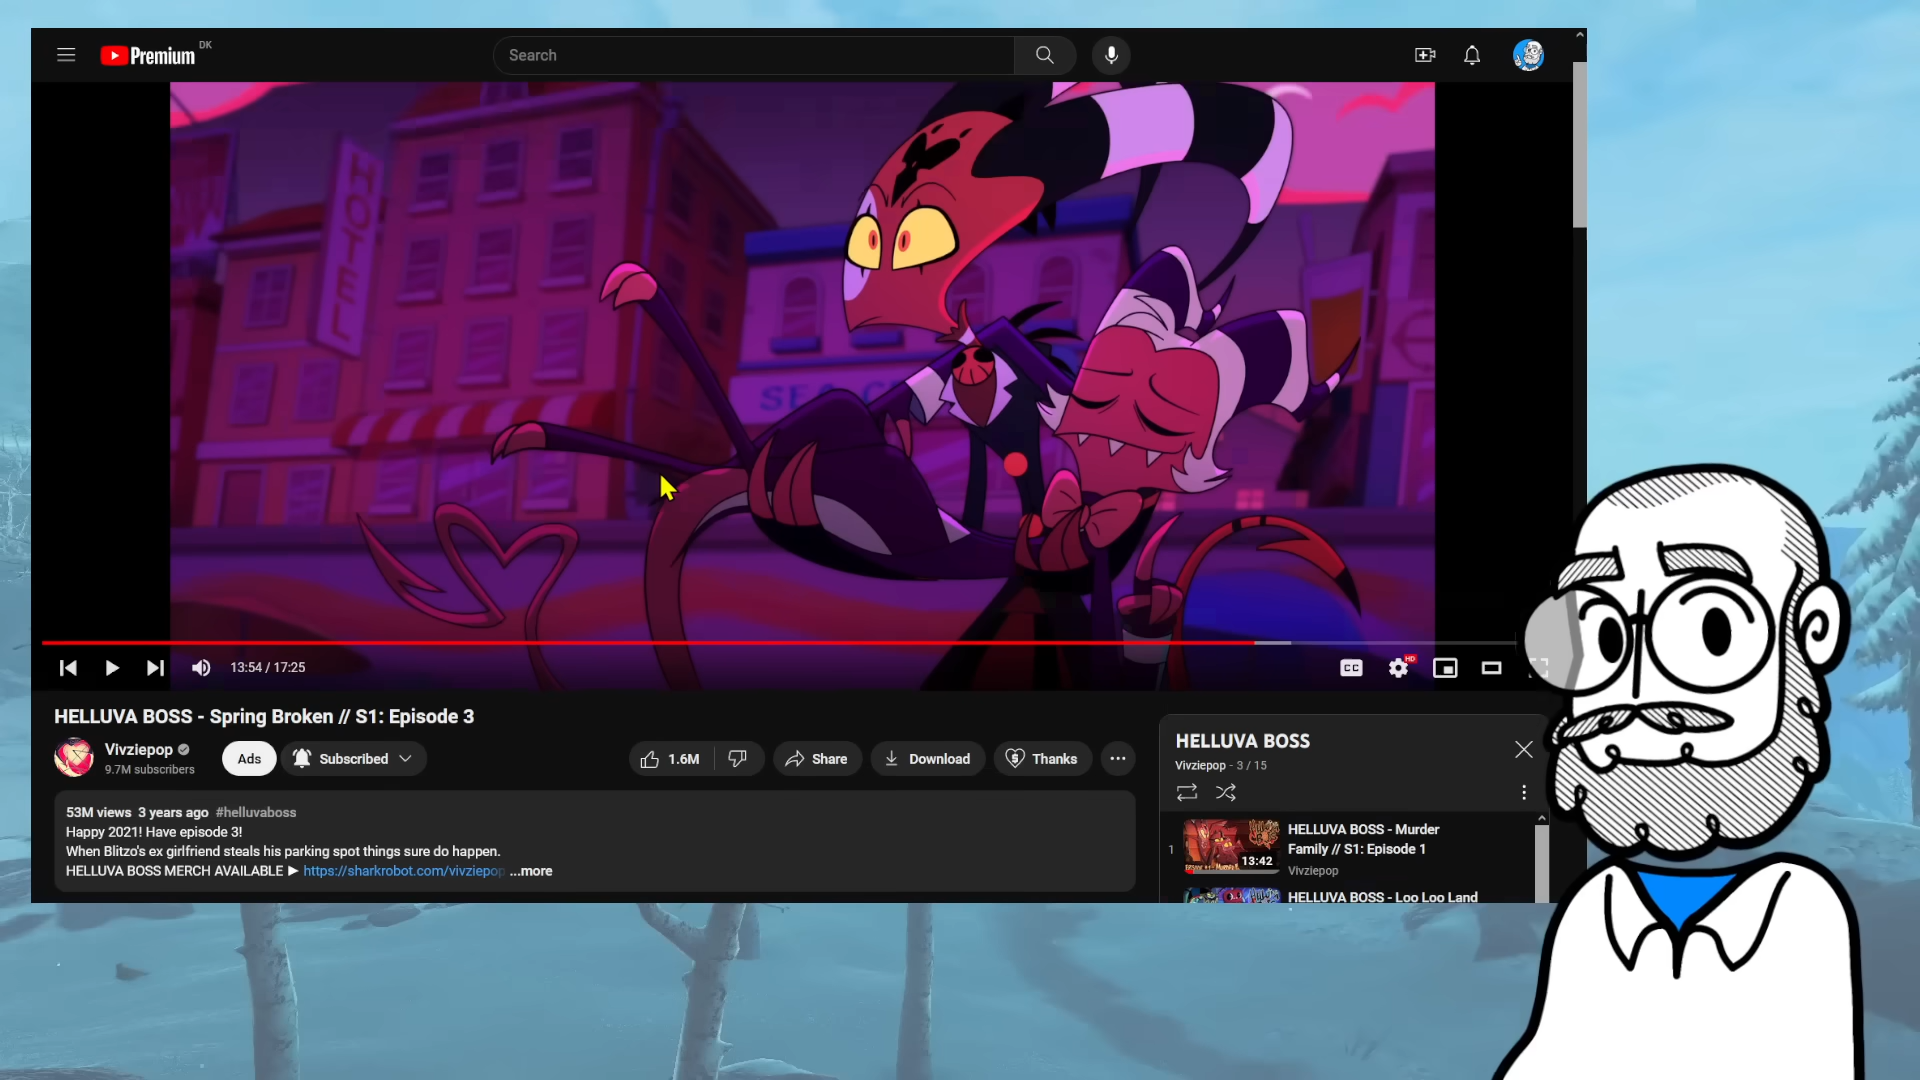 Premium DK
Search
HOTEL
SEA C
13:54 / 17:25
CC
HD
HELLUVA BOSS - Spring Broken // S1: Episode 3
Vivziepop
9.7M subscribers
Ads
Subscribed
1.6M
Share
Download
Thanks
53M views 3 years ago #helluvaboss
Happy 2021! Have episode 3!
When Blitzo's ex girlfriend steals his parking spot things sure do happen.
HELLUVA BOSS MERCH AVAILABLE ► https://sharkrobot.com/vivziepop ...more
HELLUVA BOSS
Vivziepop - 3 / 15
1
13:42
HELLUVA BOSS - Murder
Family // S1: Episode 1
Vivziepop
HELLUVA BOSS - Loo Loo Land